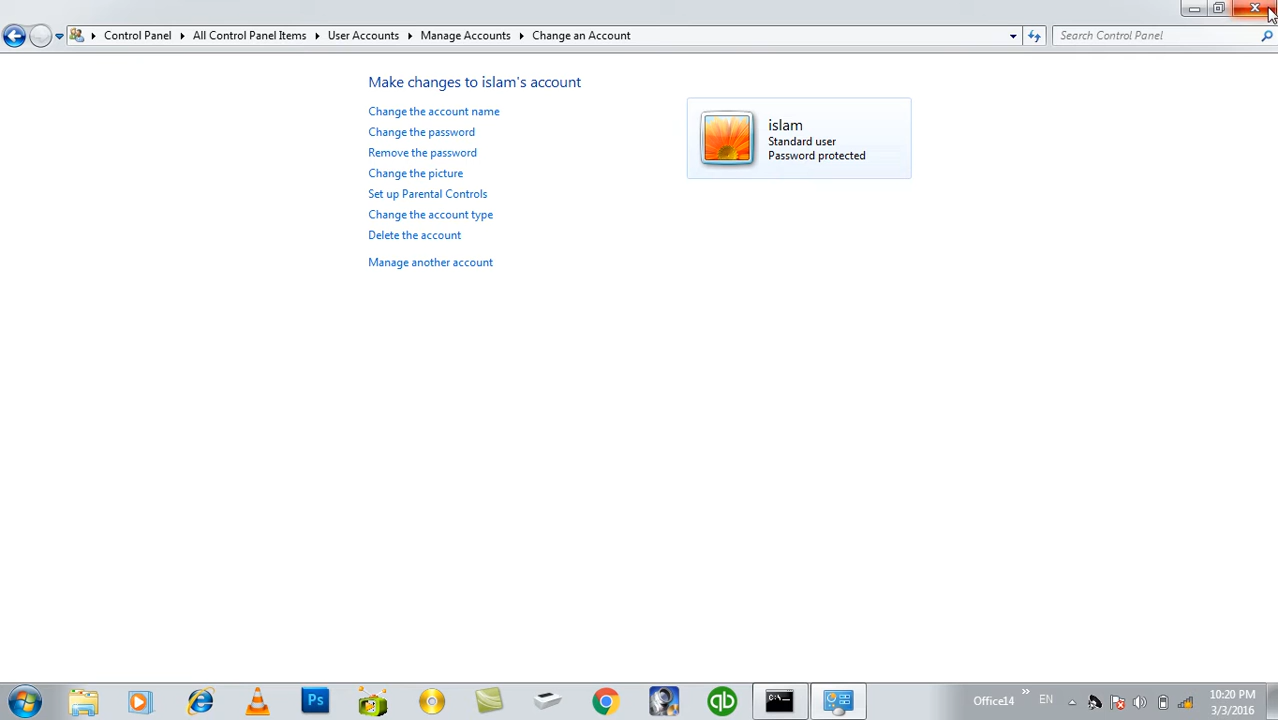 Control Panel All Control Panel Items User Accounts Manage Accounts Change an Account Search Control Panel
Make changes to islam's account
Change the account name
Change the password
Remove the password
Change the picture
Set up Parental Controls
Change the account type
Delete the account
Manage another account
islam
Standard user
Password protected
Ps
C:\.
qb
Office14 » EN
10:20 PM
3/3/2016